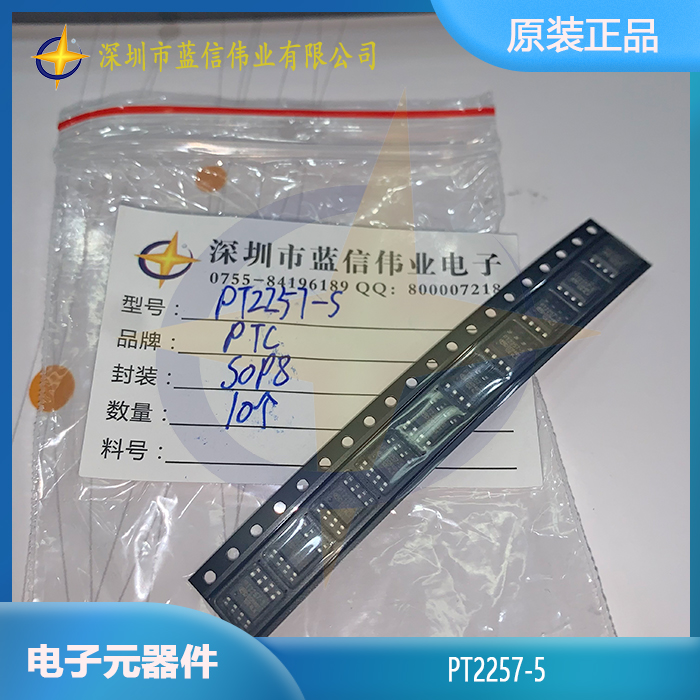 深圳市蓝信伟业有限公司
原装正品
深圳市蓝信伟业电子
0755-84196189 QQ: 800007218
型号: PT2257-S
品牌: PTC
封装: SOP8
数量: 10个
料号:
电子元器件
PT2257-5